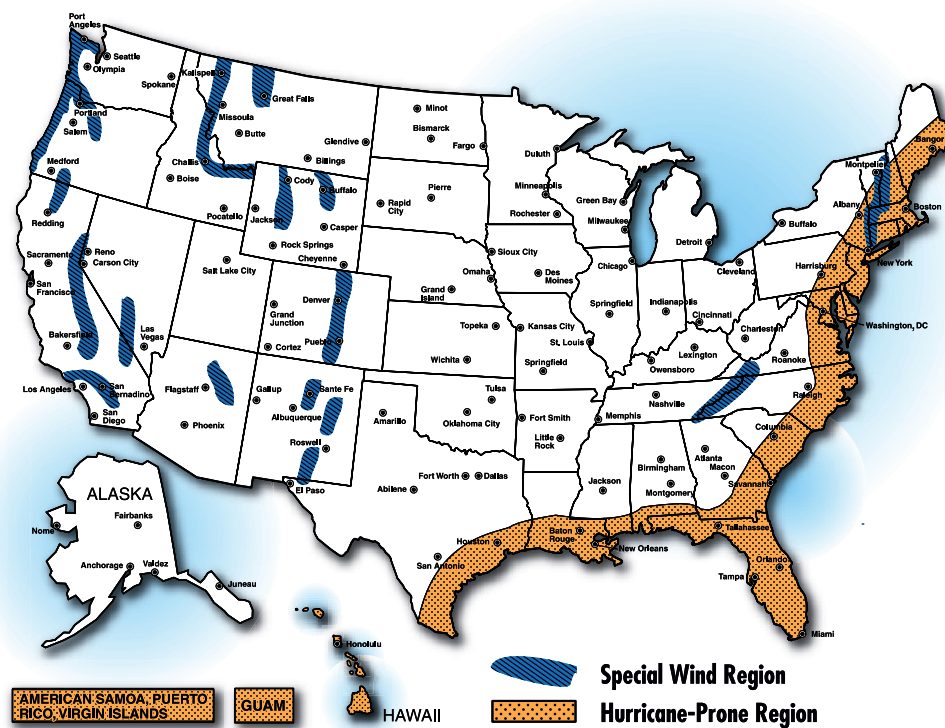 Port
Angeles
Seattle
Olympia
Spokane
Kalispell
Great Falls
Portland
Salem
Missoula
Butte
Glendive
Billings
Medford
Challis
Boise
Pocatello
Redding
Cody
Buffalo
Jackson
Casper
Rock Springs
Cheyenne
Minot
Bismarck
Fargo
Pierre
Rapid
City
Duluth
Minneapolis
Rochester
Green Bay
Milwaukee
Detroit
Chicago
Buffalo
Albany
Montpelie
Bangor
Boston
New York
Harrisburg
Cleveland
Washington, DC
Sacramento
San
Francisco
Reno
Carson City
Salt Lake City
Bakersfield
Las
Vegas
Los Angeles
San
Bernadino
San
Diego
Denver
Grand
Junction
Cortez
Pueblo
Sioux City
Omaha
Grand
Island
Des
Moines
Topeka
Kansas City
Wichita
St. Louis
Springfield
Springfield
Indianapolis
Cincinnati
Lexington
Owensboro
Charleston
Roanoke
Raleigh
Flagstaff
Phoenix
Gallup
Sante Fe
Albuquerque
Roswell
El Paso
Amarillo
Tulsa
Oklahoma City
Fort Smith
Little
Rock
Memphis
Nashville
Columbia
Atlanta
Macon
Savannah
Birmingham
Montgomery
Jackson
Abilene
Fort Worth
Dallas
San Antonio
Houston
Baton
Rouge
New Orleans
Tallahassee
Orlando
Tampa
Miami
ALASKA
Fairbanks
Nome
Anchorage
Valdez
Juneau
Honolulu
HAWAII
AMERICAN SAMOA, PUERTO
RICO, VIRGIN ISLANDS
GUAM
Special Wind Region
Hurricane-Prone Region